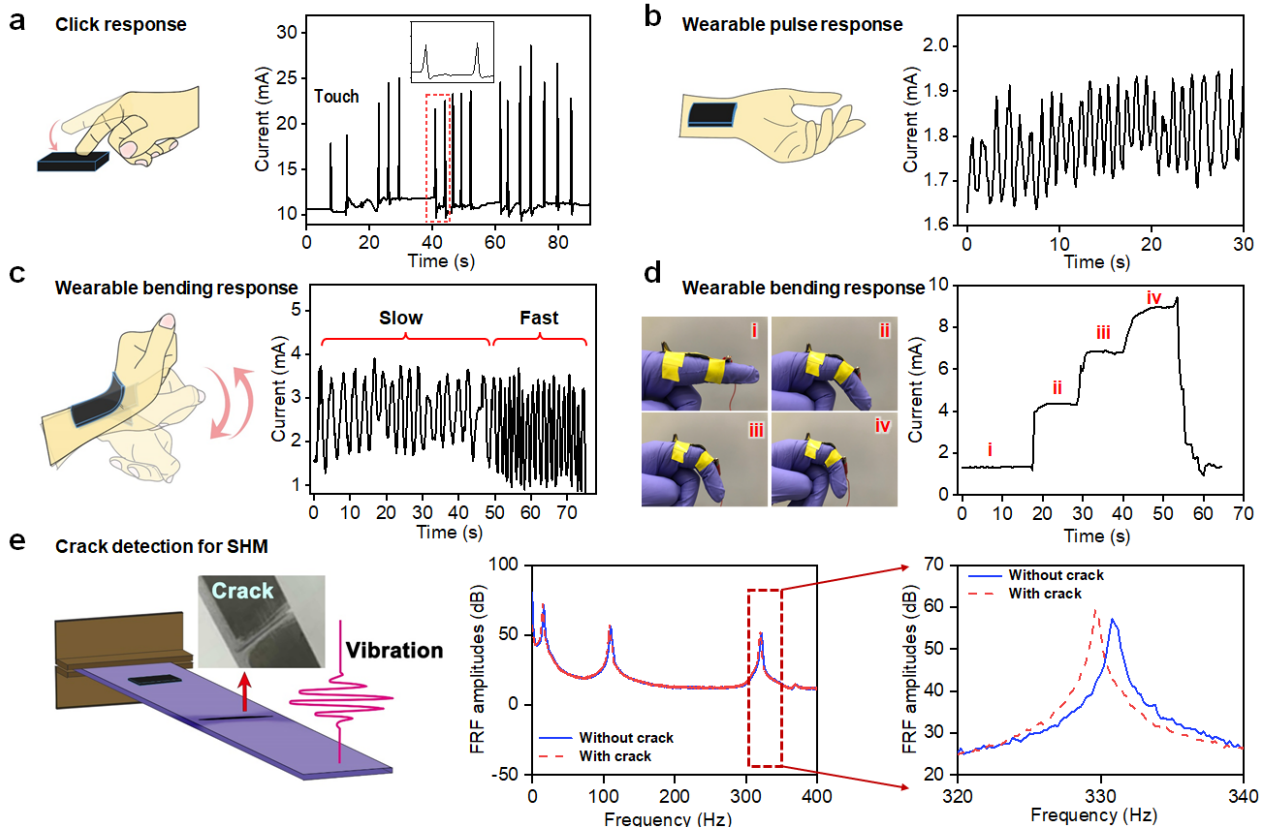 a Click response
Current (mA)
30
25
20
15
10
Touch
0 20 40 60 80
Time (s)
b Wearable pulse response
Current (mA)
2.0
1.9
1.8
1.7
1.6
0 10 20 30
Time (s)
c Wearable bending response
Current (mA)
5
4
3
2
1
Slow Fast
0 10 20 30 40 50 60 70
Time (s)
d Wearable bending response
i ii
iii iv
Current (mA)
10
8
6
4
2
0
i
ii
iii
iv
0 10 20 30 40 50 60 70
Time (s)
e Crack detection for SHM
Crack
Vibration
FRF amplitudes (dB)
100
50
0
-50
Without crack
With crack
0 100 200 300 400
Frequency (Hz)
FRF amplitudes (dB)
70
60
50
40
30
20
Without crack
With crack
320 330 340
Frequency (Hz)